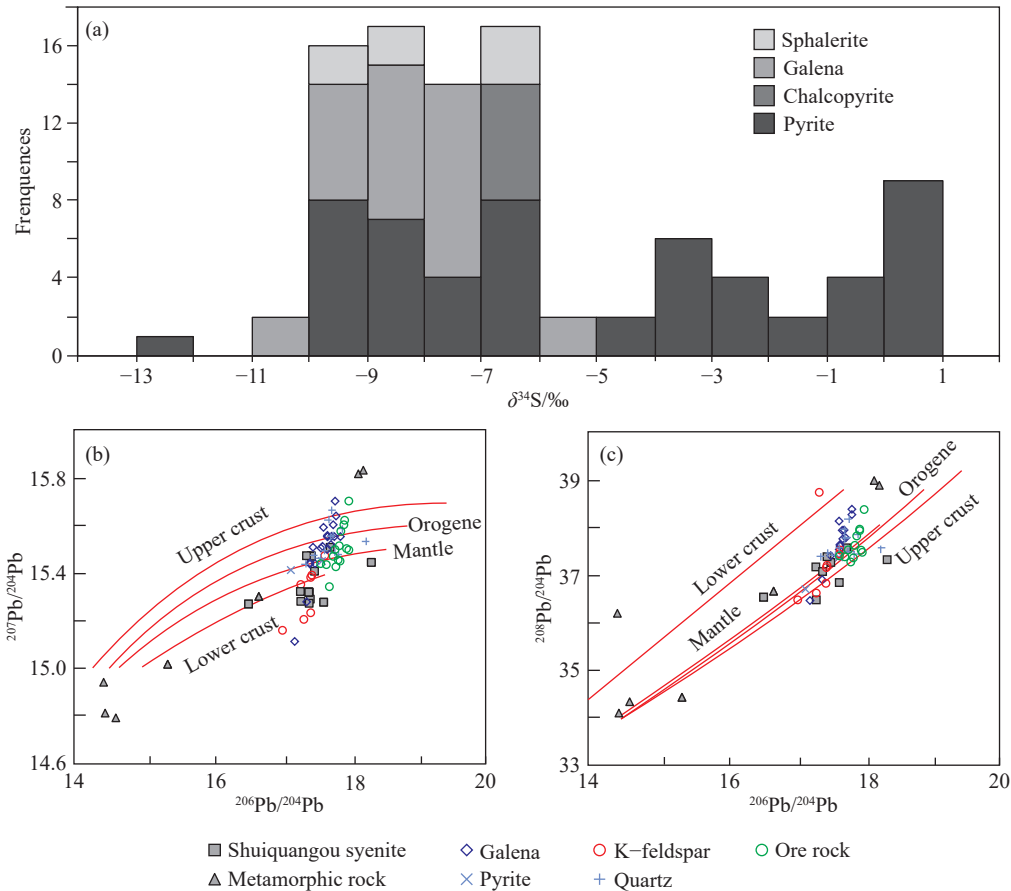 (a)
Sphalerite
Galena
Chalcopyrite
Pyrite
16
12
8
4
0
Frenquences
−13
−11
−9
−7
−5
−3
−1
1
δ³⁴S/‰
(b)
15.8
15.4
15.0
14.6
²⁰⁷Pb/²⁰⁴Pb
Upper crust
Orogene
Mantle
Lower crust
14
16
18
20
²⁰⁶Pb/²⁰⁴Pb
(c)
39
37
35
33
²⁰⁸Pb/²⁰⁴Pb
Lower crust
Orogene
Mantle
Upper crust
14
16
18
20
²⁰⁶Pb/²⁰⁴Pb
Shuiquangou syenite
Galena
K−feldspar
Ore rock
Metamorphic rock
Pyrite
Quartz